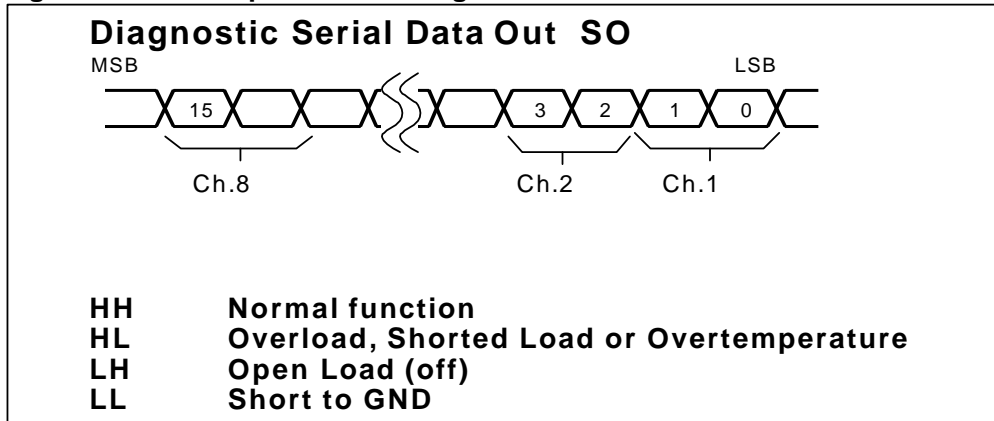 Diagnostic Serial Data Out SO
MSB LSB
15 3 2 1 0
Ch.8 Ch.2 Ch.1
HH Normal function
HL Overload, Shorted Load or Overtemperature
LH Open Load (off)
LL Short to GND